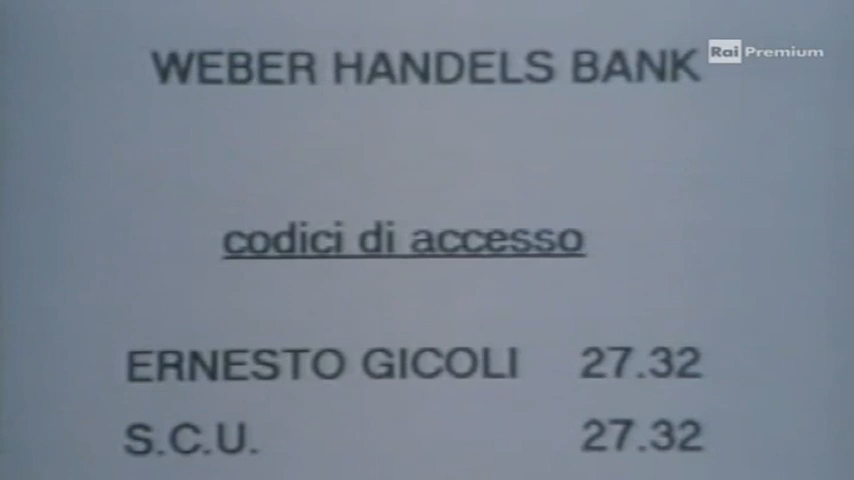 WEBER HANDELS BANK
Rai Premium
codici di accesso
ERNESTO GICOLI 27.32
S.C.U. 27.32